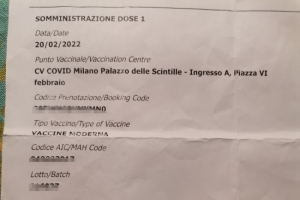 SOMMINISTRAZIONE DOSE 1
Data/Date
20/02/2022
Punto Vaccinale/Vaccination Centre
CV COVID Milano Palazzo delle Scintille - Ingresso A, Piazza VI
febbraio
Codice Prenotazione/Booking Code
Tipo Vaccino/Type of Vaccine
VACCINE MODERNA
Codice AIC/MAH Code
Lotto/Batch